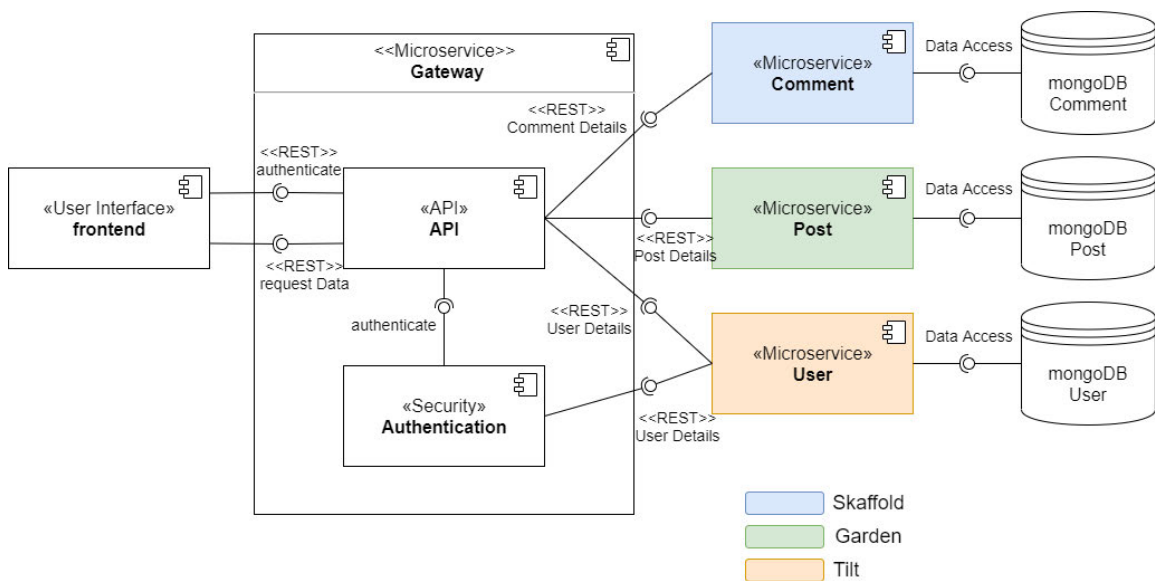 <<Microservice>>
Gateway
«User Interface»
frontend
<<REST>>
authenticate
<<REST>>
request Data
«API»
API
authenticate
«Security»
Authentication
<<REST>>
Comment Details
<<REST>>
Post Details
<<REST>>
User Details
<<REST>>
User Details
«Microservice»
Comment
Data Access
mongoDB
Comment
«Microservice»
Post
Data Access
mongoDB
Post
«Microservice»
User
Data Access
mongoDB
User
Skaffold
Garden
Tilt